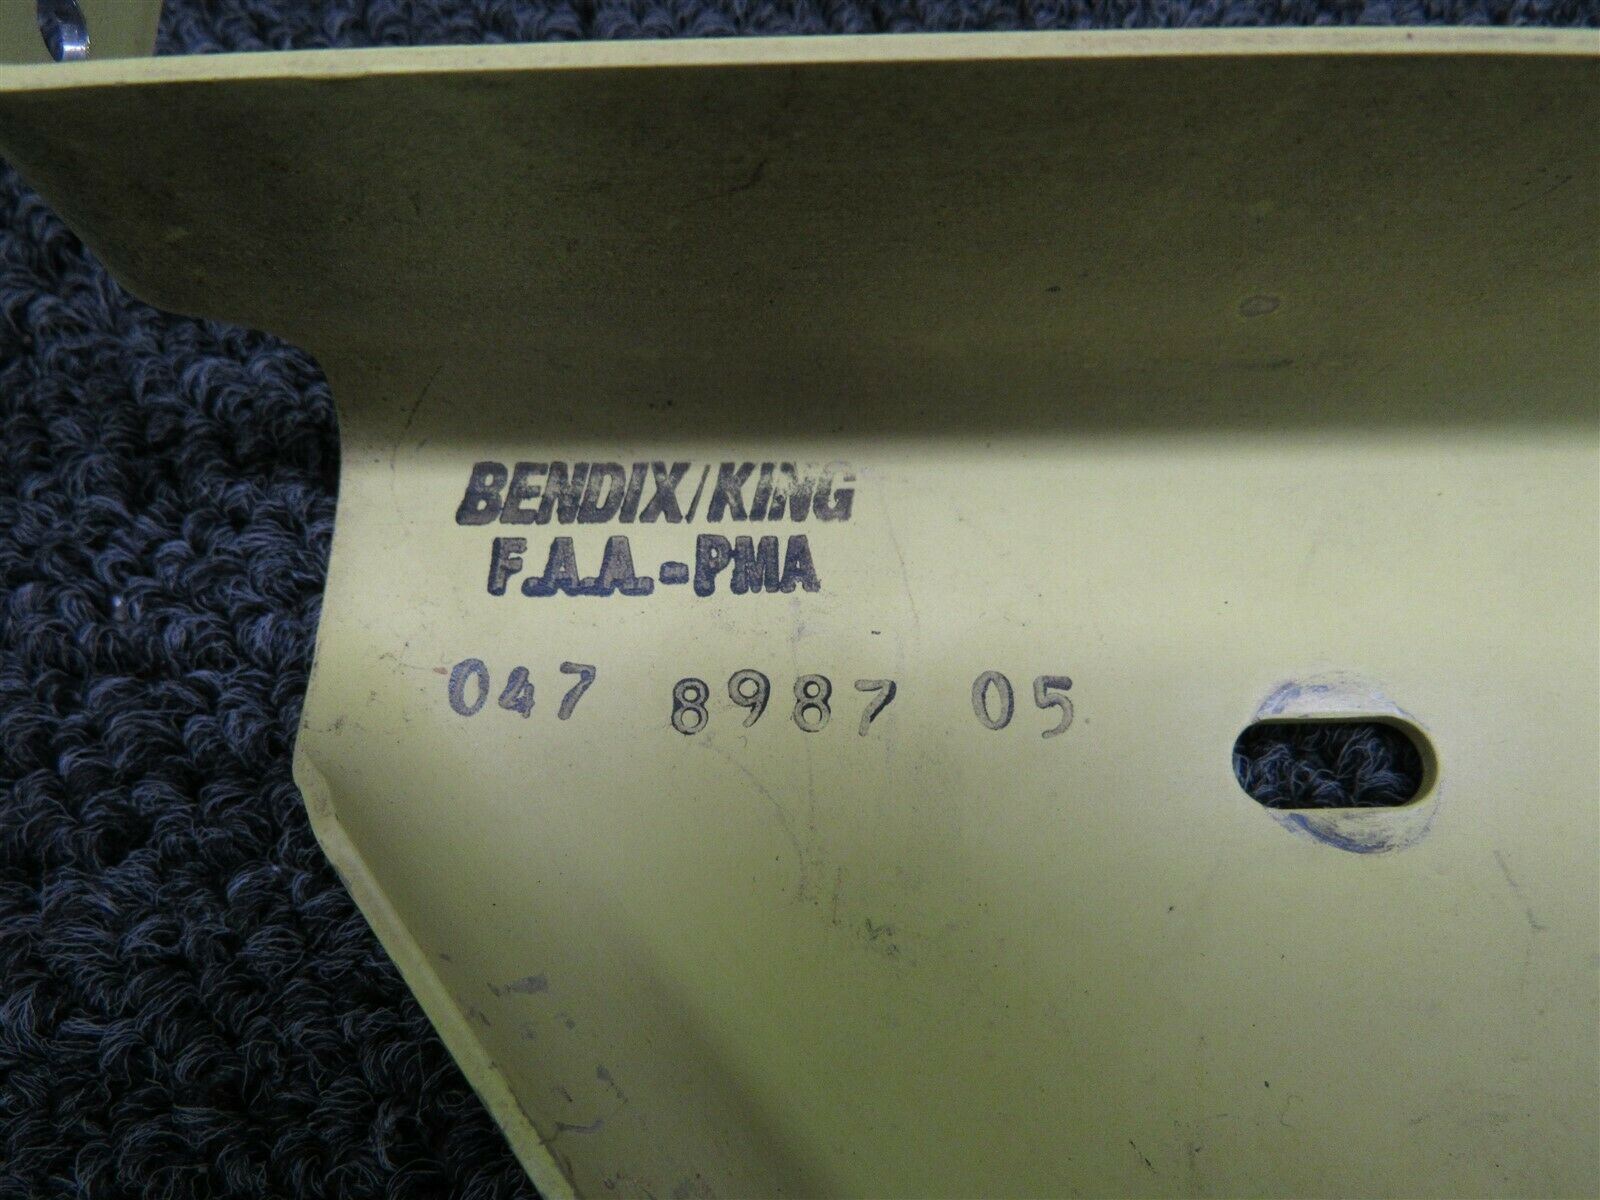 BENDIX/KING
F.A.A.-PMA
047 8987 05